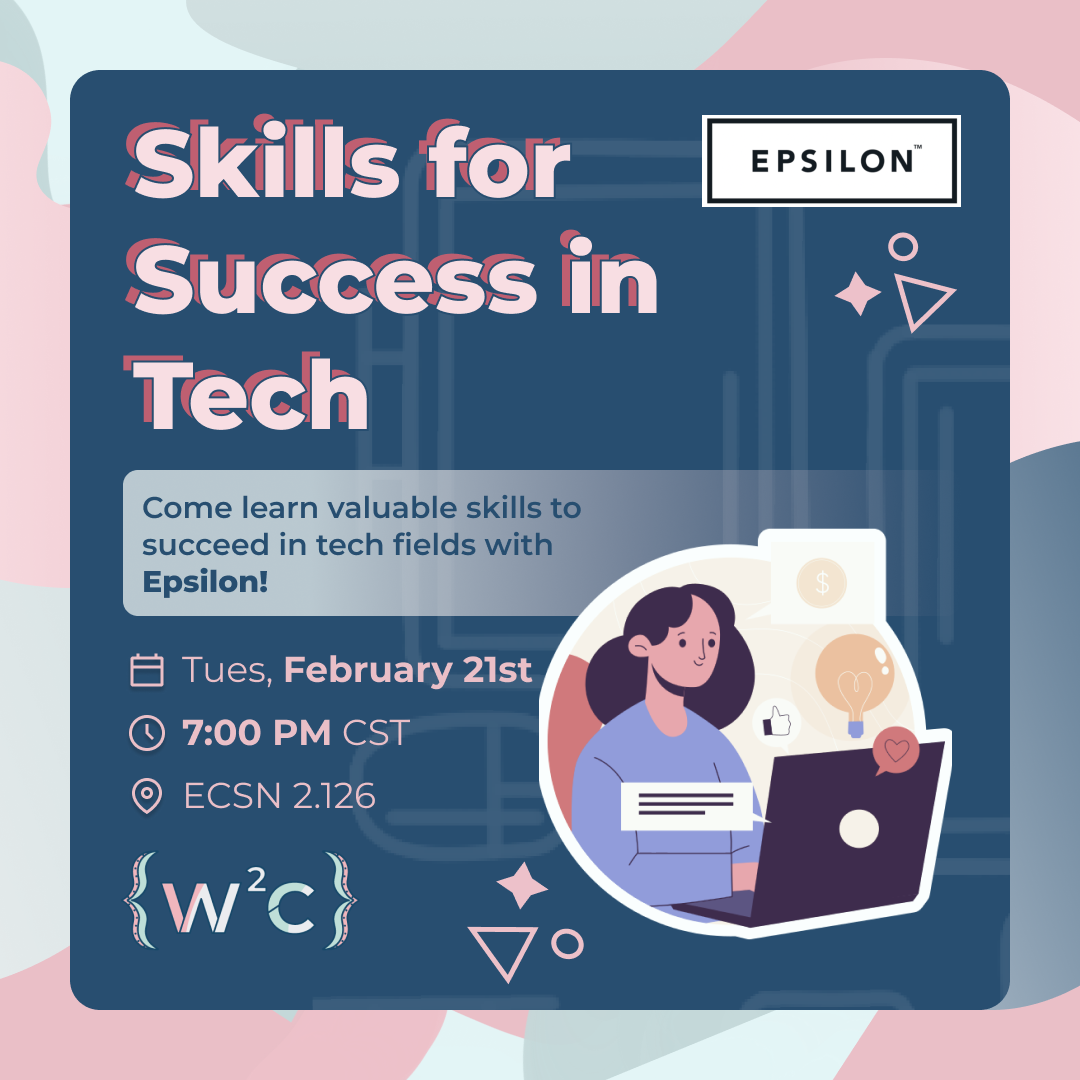 Skills for
Success in
Tech
EPSILON™
Come learn valuable skills to
succeed in tech fields with
Epsilon!
$
Tues, February 21st
7:00 PM CST
ECSN 2.126
{W²C}